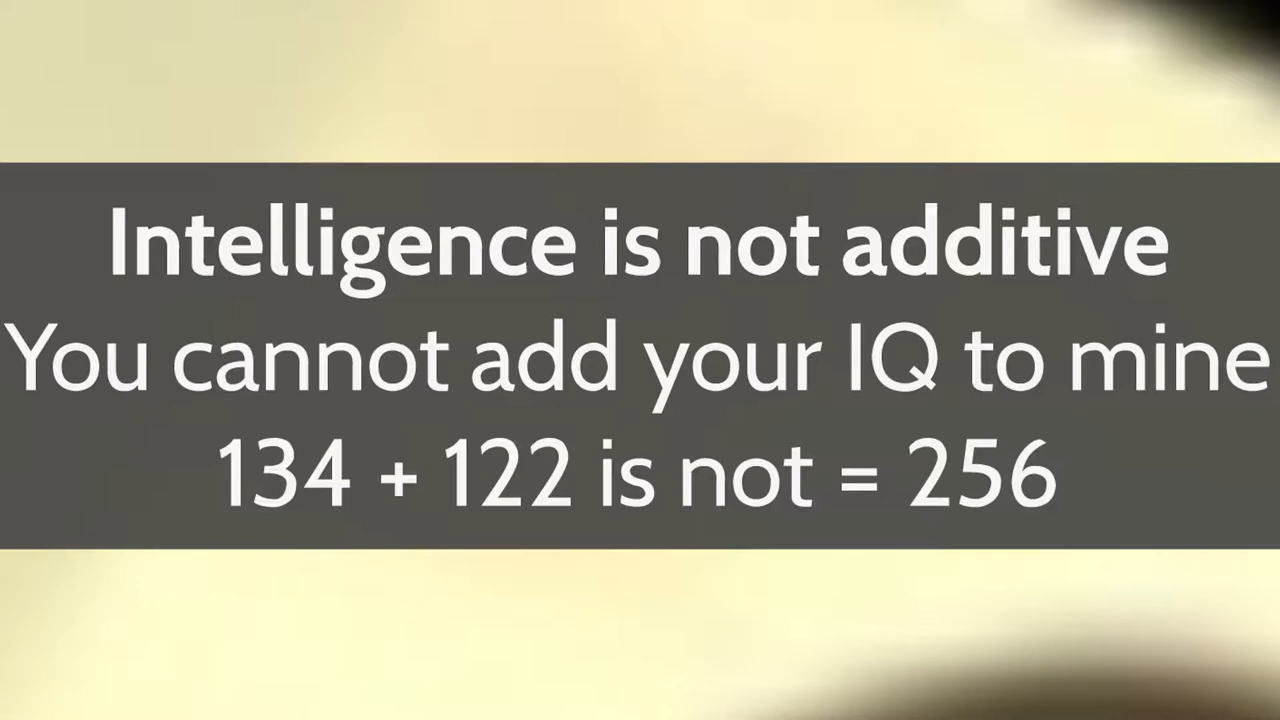 Intelligence is not additive
You cannot add your IQ to mine
134 + 122 is not = 256